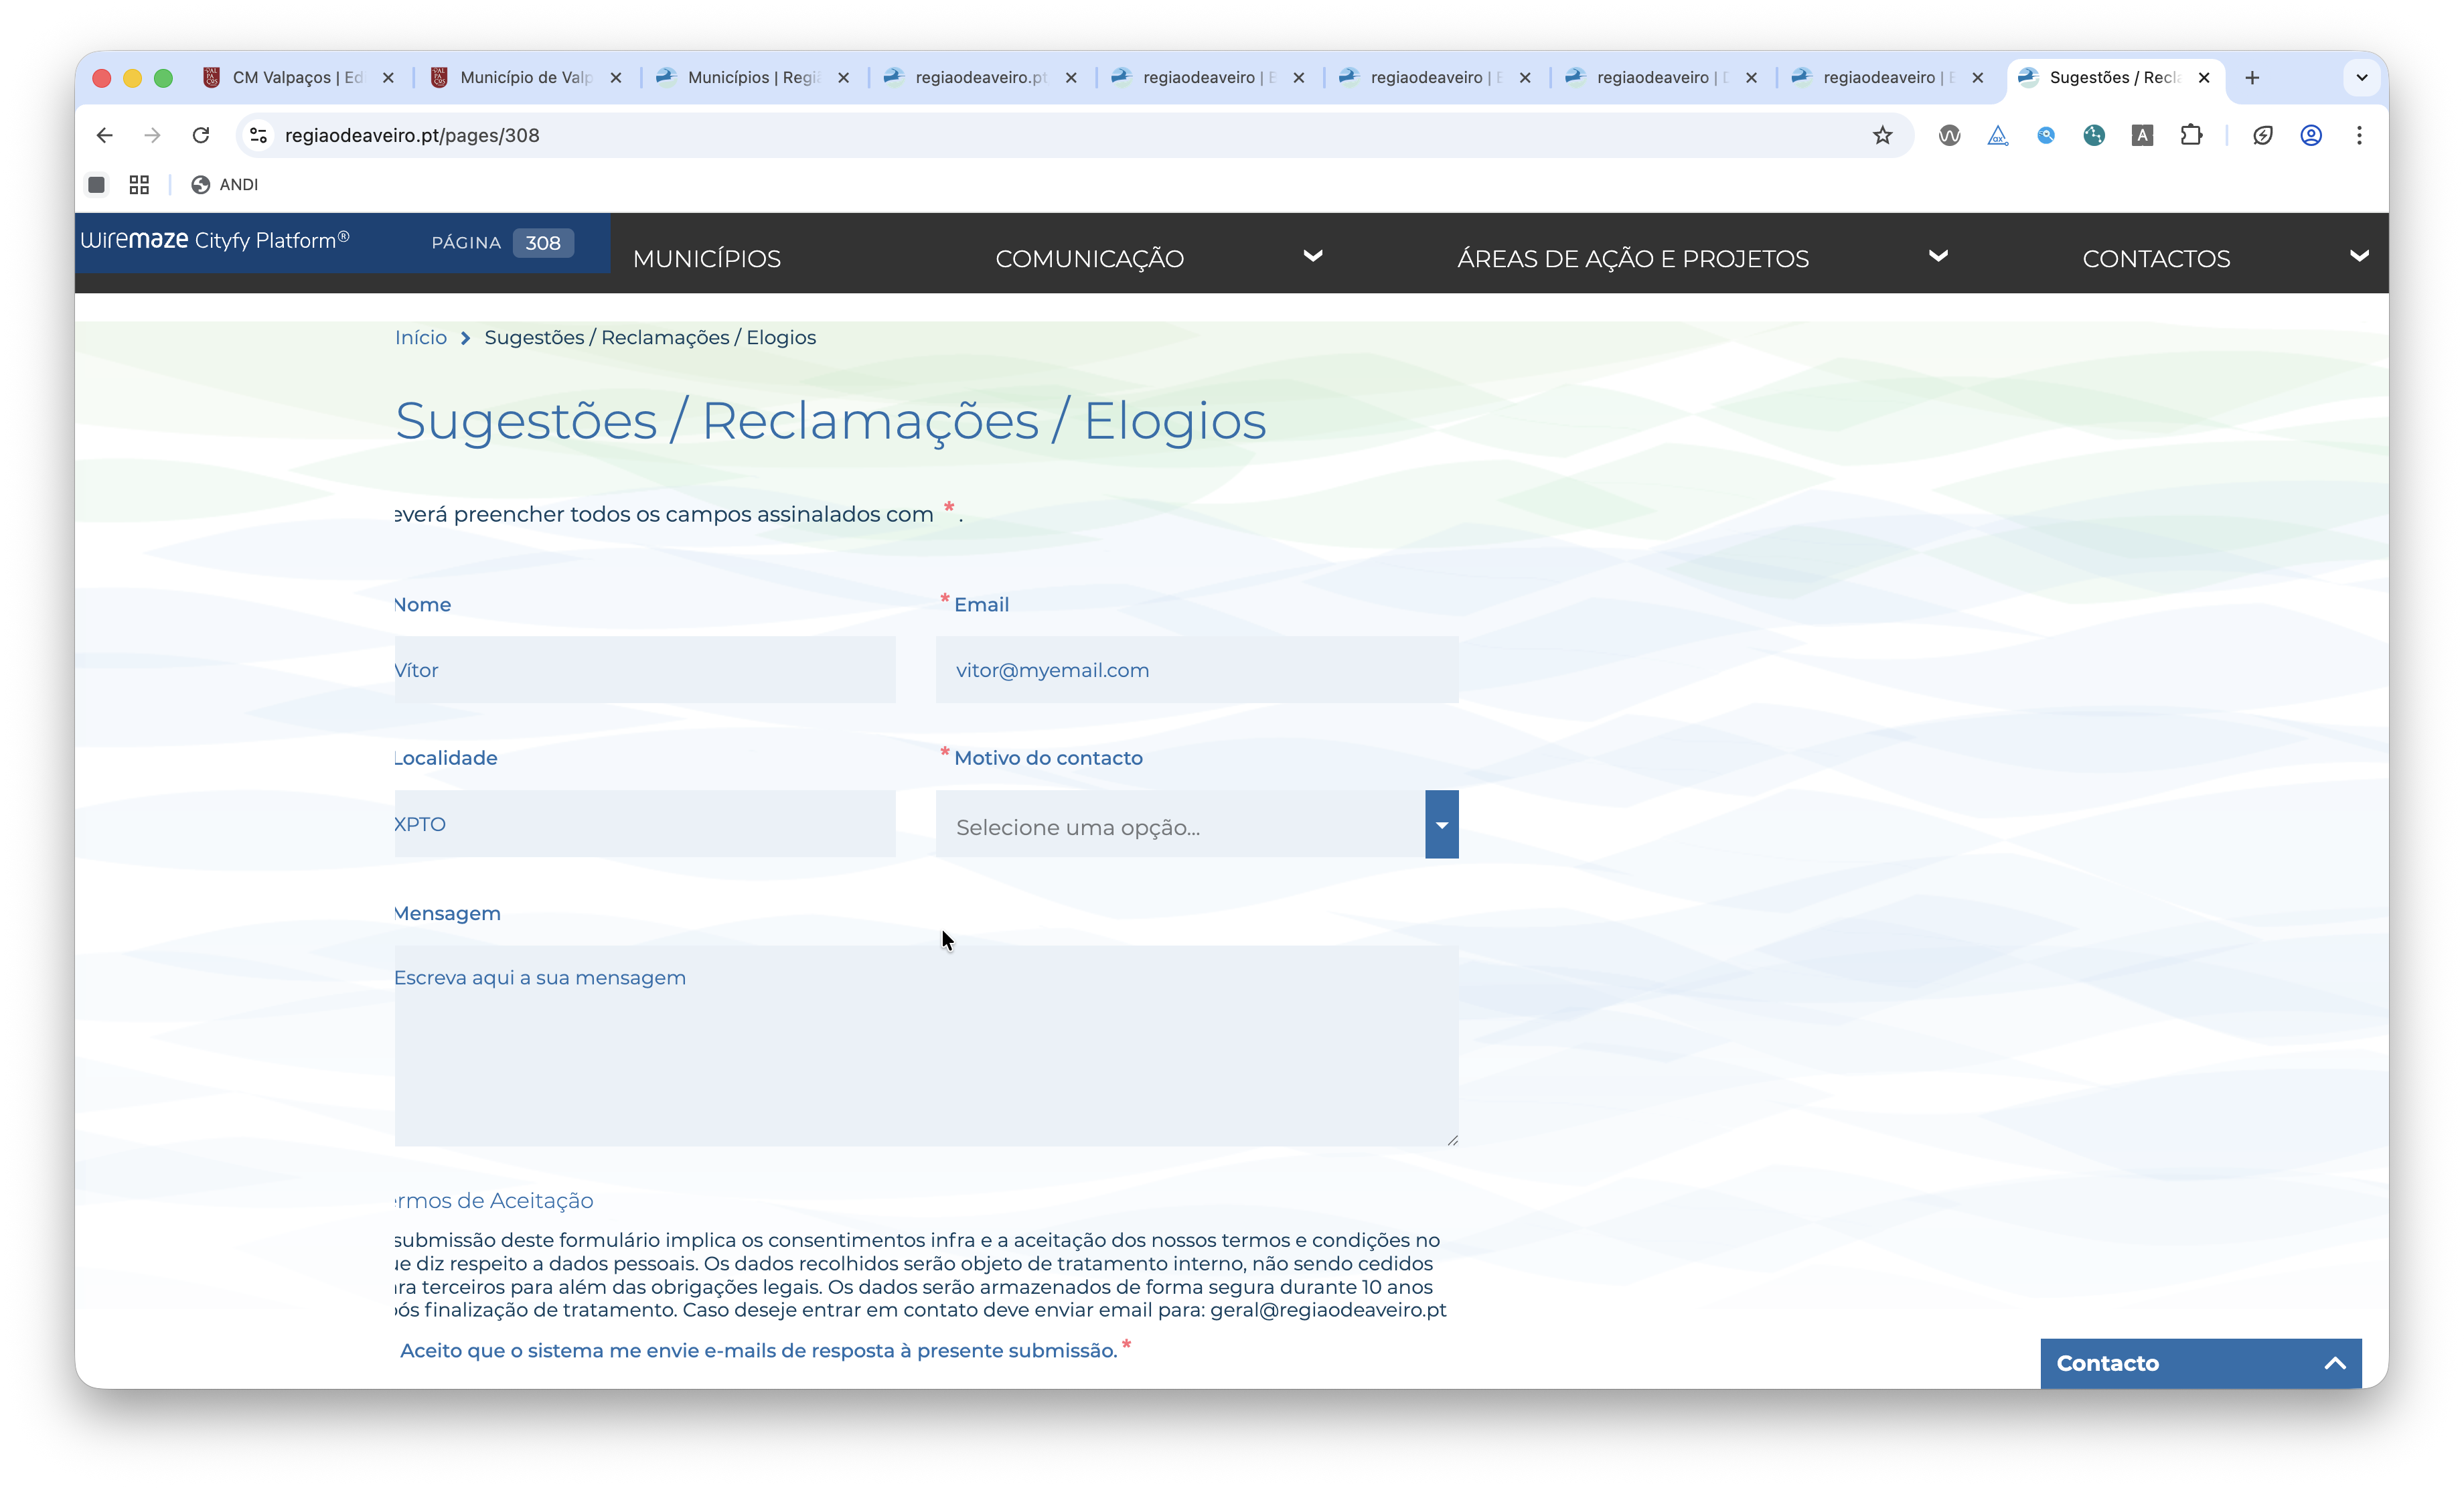 CM Valpaços | Ed
Município de Valp
Municípios | Regi
regiaodeaveiro.pt
regiaodeaveiro | E
regiaodeaveiro | E
regiaodeaveiro |
regiaodeaveiro | E
Sugestões / Recl
regiaodeaveiro.pt/pages/308
A
ANDI
wiremaze Cityfy Platform®
PÁGINA 308
MUNICÍPIOS
COMUNICAÇÃO
ÁREAS DE AÇÃO E PROJETOS
CONTACTOS
Início
Sugestões / Reclamações / Elogios
Sugestões / Reclamações / Elogios
everá preencher todos os campos assinalados com * .
Nome
* Email
Vítor
vitor@myemail.com
Localidade
* Motivo do contacto
XPTO
Selecione uma opção...
Mensagem
Escreva aqui a sua mensagem
ermos de Aceitação
submissão deste formulário implica os consentimentos infra e a aceitação dos nossos termos e condições no
ue diz respeito a dados pessoais. Os dados recolhidos serão objeto de tratamento interno, não sendo cedidos
ara terceiros para além das obrigações legais. Os dados serão armazenados de forma segura durante 10 anos
ós finalização de tratamento. Caso deseje entrar em contato deve enviar email para: geral@regiaodeaveiro.pt
Aceito que o sistema me envie e-mails de resposta à presente submissão. *
Contacto